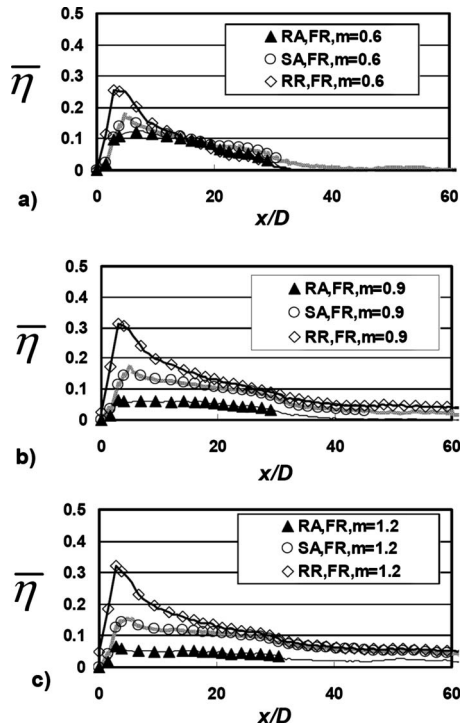 0.5
0.4
0.3
0.2
0.1
0
η̅
RA,FR,m=0.6
SA,FR,m=0.6
RR,FR,m=0.6
0 20 40 60
x/D
a)
0.5
0.4
0.3
0.2
0.1
0
η̅
RA,FR,m=0.9
SA,FR,m=0.9
RR,FR,m=0.9
0 20 40 60
x/D
b)
0.5
0.4
0.3
0.2
0.1
0
η̅
RA,FR,m=1.2
SA,FR,m=1.2
RR,FR,m=1.2
0 20 40 60
x/D
c)